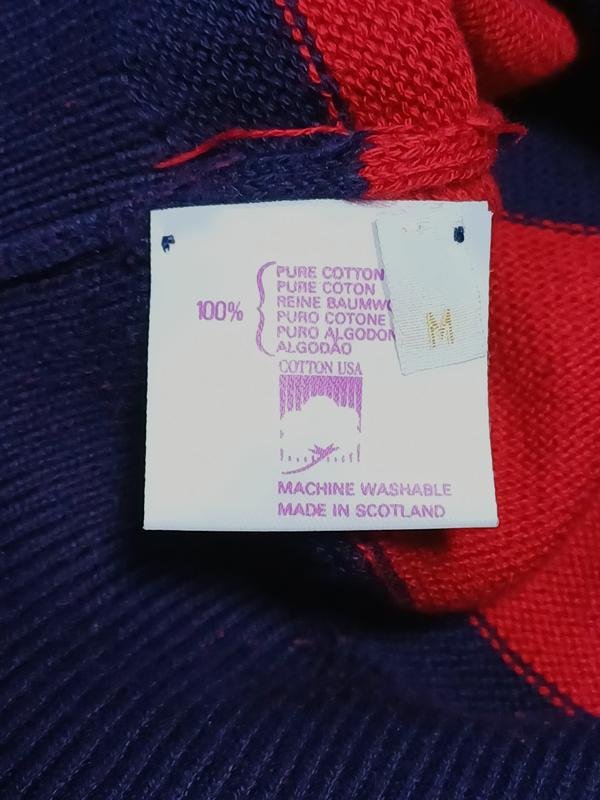 100%
PURE COTTON
PURE COTON
REINE BAUMWO
PURO COTONE
PURO ALGODON
ALGODÃO
COTTON USA
MACHINE WASHABLE
MADE IN SCOTLAND
M